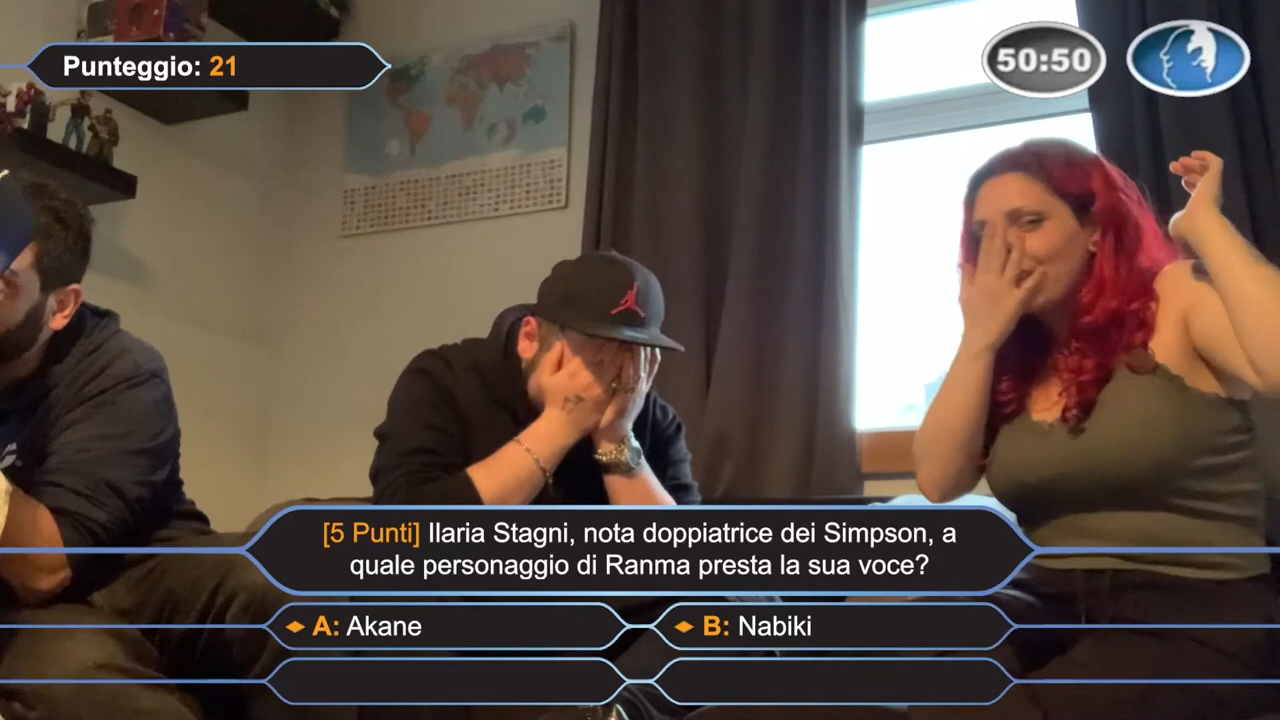 Punteggio: 21
50:50
[5 Punti] Ilaria Stagni, nota doppiatrice dei Simpson, a
quale personaggio di Ranma presta la sua voce?
A: Akane
B: Nabiki